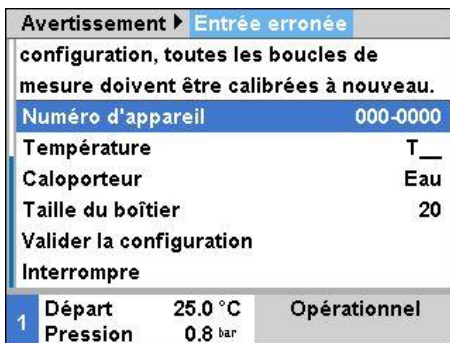 Avertissement ▶ Entrée erronée
configuration, toutes les boucles de
mesure doivent être calibrées à nouveau.
Numéro d'appareil 000-0000
Température T__
Caloporteur Eau
Taille du boîtier 20
Valider la configuration
Interrompre
1 Départ 25.0 °C Opérationnel
Pression 0.8 bar